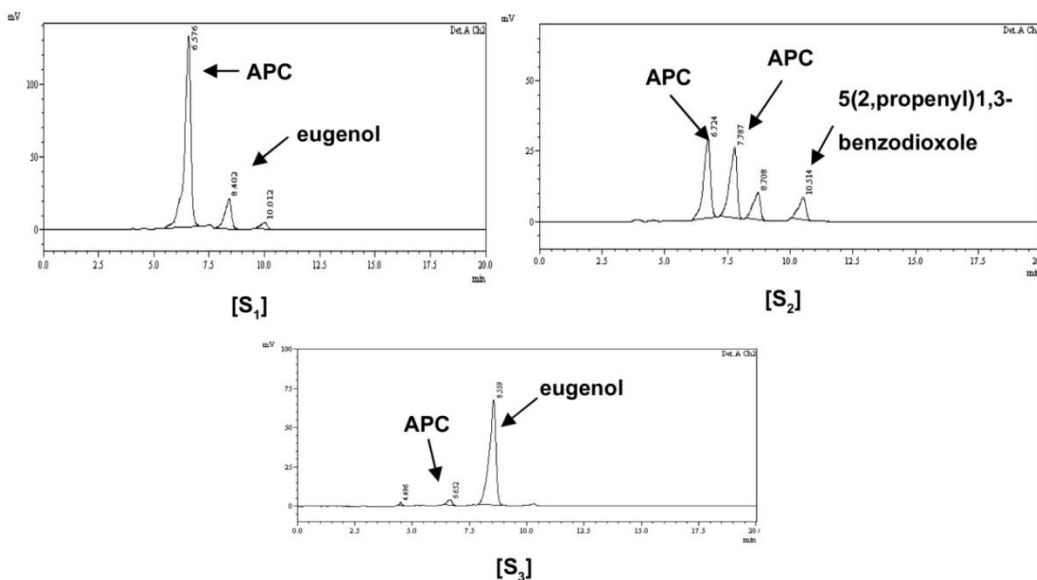 mV
Det.A Ch2
6.576
APC
100
eugenol
50
8.402
10.012
0
0.0 2.5 5.0 7.5 10.0 12.5 15.0 17.5 20.0
min
[S₁]
mV
Det.A Ch2
APC
APC
5(2,propenyl)1,3-
benzodioxole
50
6.724
7.787
25
8.708
10.514
0
0.0 2.5 5.0 7.5 10.0 12.5 15.0 17.5
min
[S₂]
mV
100
Det.A Ch2
75
eugenol
APC
50
25
4.486
6.652
0
0.0 2.5 5.0 7.5 10.0 12.5 15.0 17.5 20.0
min
[S₃]